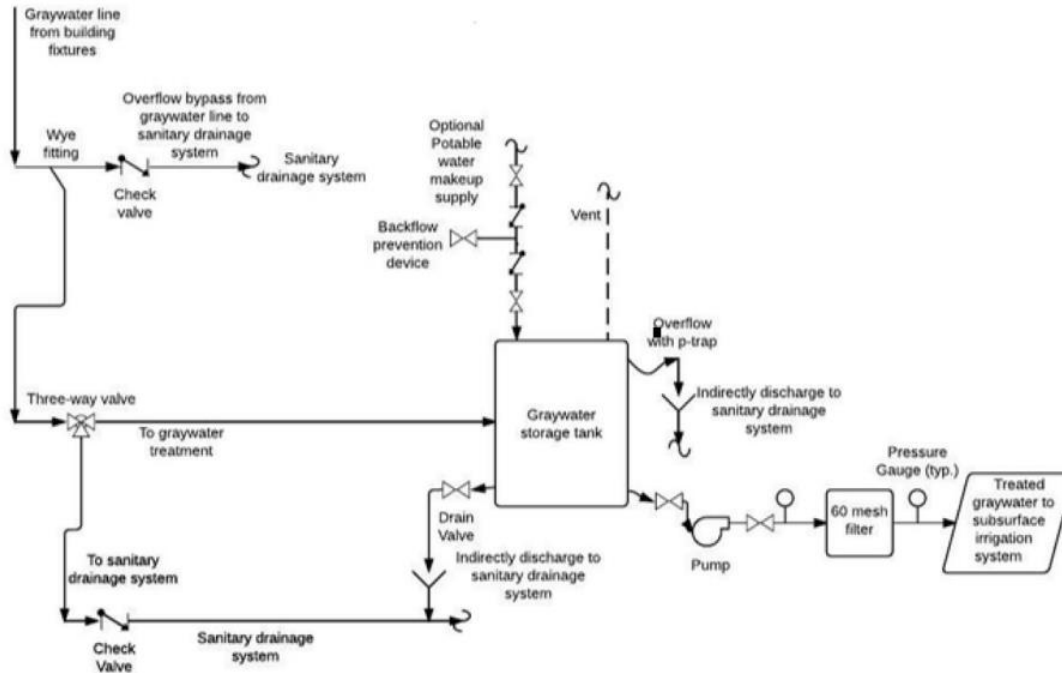 Graywater line
from building
fixtures
Overflow bypass from
graywater line to
sanitary drainage
system
Wye
fitting
Sanitary
drainage system
Check
valve
Optional
Potable
water
makeup
supply
Backflow
prevention
device
Vent
Overflow
with p-trap
Indirectly discharge to
sanitary drainage
system
Three-way valve
To graywater
treatment
Graywater
storage tank
Pressure
Gauge (typ.)
Treated
graywater to
subsurface
irrigation
system
60 mesh
filter
Pump
Drain
Valve
Indirectly discharge to
sanitary drainage
system
To sanitary
drainage system
Check
Valve
Sanitary drainage
system